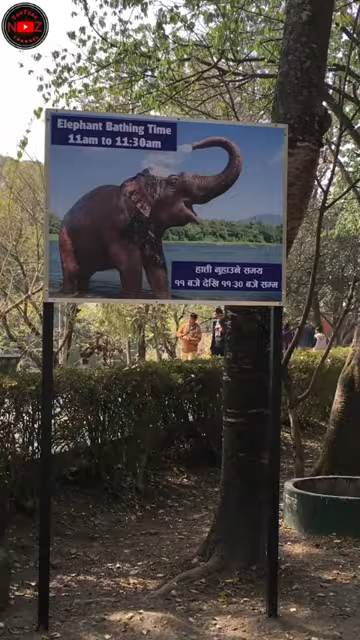 Elephant Bathing Time
11am to 11:30am
हात्ती नुहाउने समय
११ बजे देखि ११:३० बजे सम्म